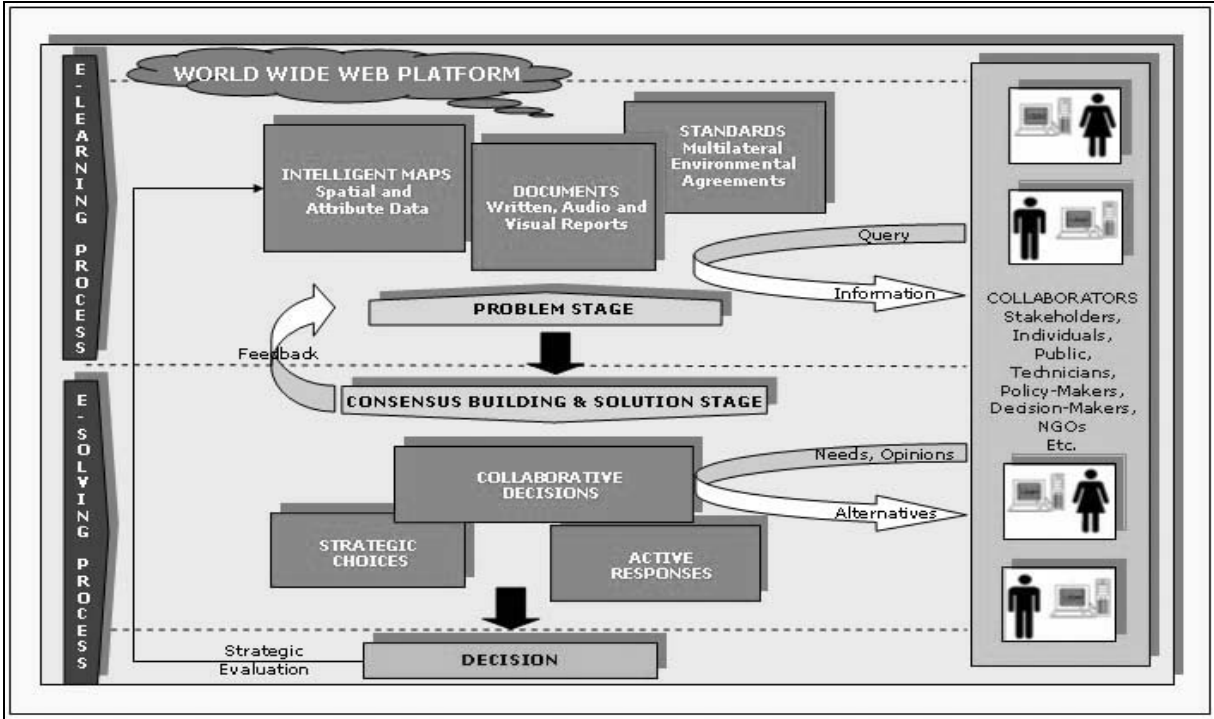 WORLD WIDE WEB PLATFORM
E-LEARNING PROCESS
INTELLIGENT MAPS
Spatial and
Attribute Data
DOCUMENTS
Written, Audio and
Visual Reports
STANDARDS
Multilateral
Environmental
Agreements
Query
Information
PROBLEM STAGE
Feedback
CONSENSUS BUILDING & SOLUTION STAGE
E-SOLVING PROCESS
COLLABORATIVE
DECISIONS
STRATEGIC
CHOICES
ACTIVE
RESPONSES
Needs, Opinions
Alternatives
Strategic
Evaluation
DECISION
COLLABORATORS
Stakeholders,
Individuals,
Public,
Technicians,
Policy-Makers,
Decision-Makers,
NGOs
Etc.